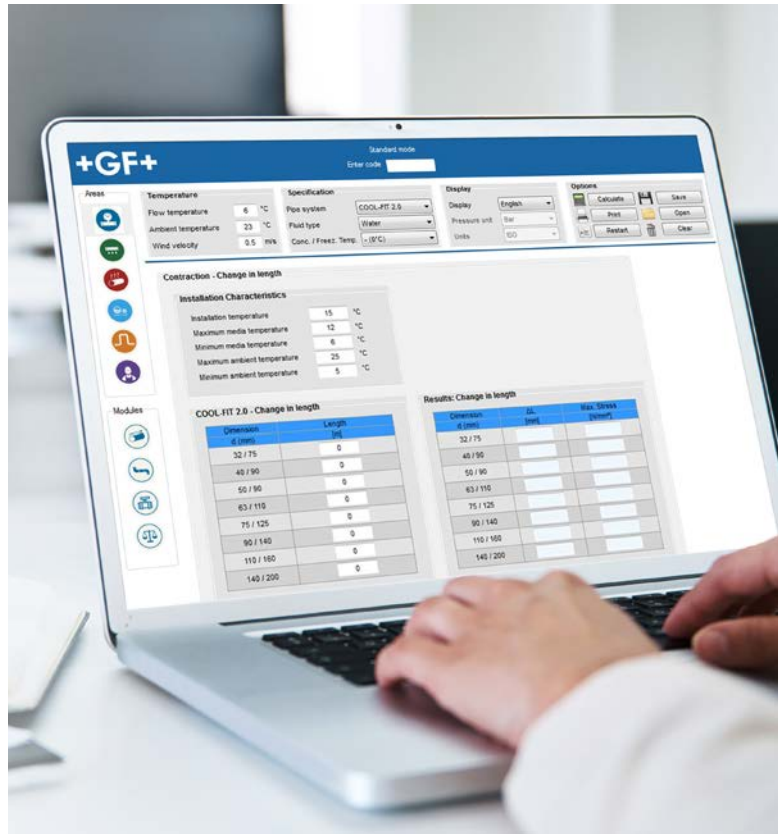 +GF+
Standard mode
Enter code
Areas
Temperature
Flow temperature 6 °C
Ambient temperature 23 °C
Wind velocity 0.5 m/s
Specification
Pipe system COOL-FIT 2.0
Fluid type Water
Conc. / Freez. Temp. - (0°C)
Display
Display English
Pressure unit Bar
Units ISO
Options
Calculate Save
Print Open
Restart Clear
Contraction - Change in length
Installation Characteristics
Installation temperature 15 °C
Maximum media temperature 12 °C
Minimum media temperature 6 °C
Maximum ambient temperature 25 °C
Minimum ambient temperature 5 °C
Modules
COOL-FIT 2.0 - Change in length
Dimension Length
d (mm) [m]
32 / 75 0
40 / 90 0
50 / 90 0
63 / 110 0
75 / 125 0
90 / 140 0
110 / 160 0
140 / 200 0
Results: Change in length
Dimension ΔL Max. Stress
d (mm) [mm] [N/mm²]
32 / 75
40 / 90
50 / 90
63 / 110
75 / 125
90 / 140
110 / 160
140 / 200